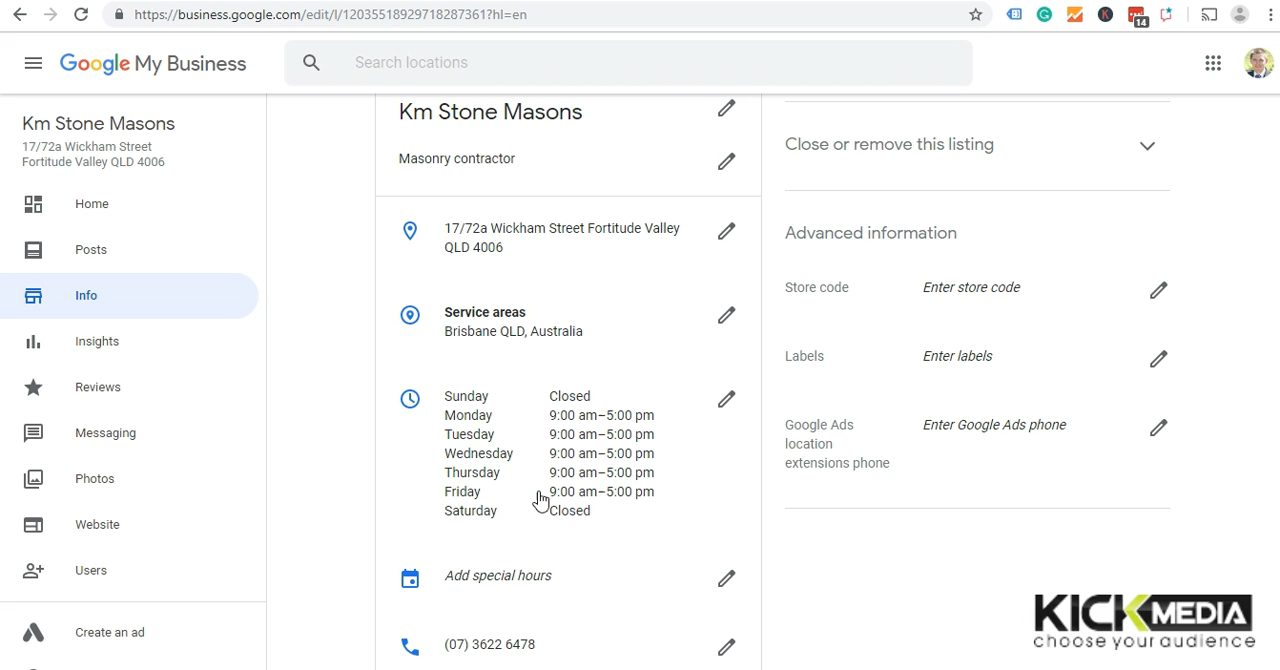 https://business.google.com/edit/l/12035518929718287361?hl=en
14
Google My Business
Search locations
Km Stone Masons
17/72a Wickham Street
Fortitude Valley QLD 4006
Home
Posts
Info
Insights
Reviews
Messaging
Photos
Website
Users
Create an ad
Km Stone Masons
Masonry contractor
17/72a Wickham Street Fortitude Valley
QLD 4006
Service areas
Brisbane QLD, Australia
Sunday Closed
Monday 9:00 am–5:00 pm
Tuesday 9:00 am–5:00 pm
Wednesday 9:00 am–5:00 pm
Thursday 9:00 am–5:00 pm
Friday 9:00 am–5:00 pm
Saturday Closed
Add special hours
(07) 3622 6478
Close or remove this listing
Advanced information
Store code Enter store code
Labels Enter labels
Google Ads Enter Google Ads phone
location
extensions phone
KICKMEDIA
choose your audience